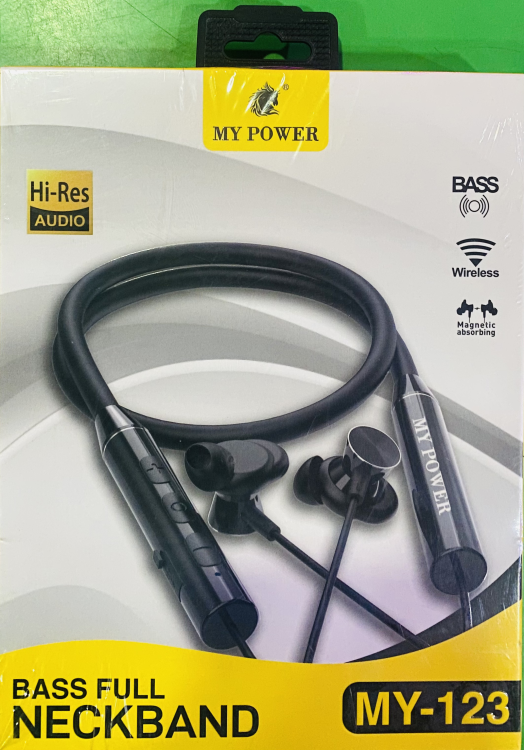 ®
MY POWER
Hi-Res
AUDIO
BASS
Wireless
Magnetic
absorbing
MY POWER
BASS FULL
NECKBAND
MY-123